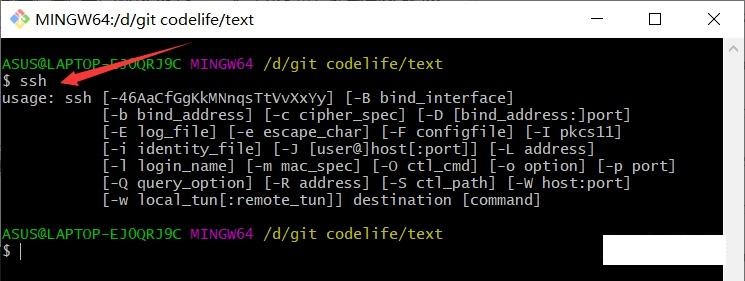 MINGW64:/d/git codelife/text
ASUS@LAPTOP-EJOQRJ9C MINGW64 /d/git codelife/text
$ ssh
usage: ssh [-46AaCfGgKkMNnqsTtVvXxYy] [-B bind_interface]
[-b bind_address] [-c cipher_spec] [-D [bind_address:]port]
[-E log_file] [-e escape_char] [-F configfile] [-I pkcs11]
[-i identity_file] [-J [user@]host[:port]] [-L address]
[-l login_name] [-m mac_spec] [-O ctl_cmd] [-o option] [-p port]
[-Q query_option] [-R address] [-S ctl_path] [-W host:port]
[-w local_tun[:remote_tun]] destination [command]
ASUS@LAPTOP-EJOQRJ9C MINGW64 /d/git codelife/text
$